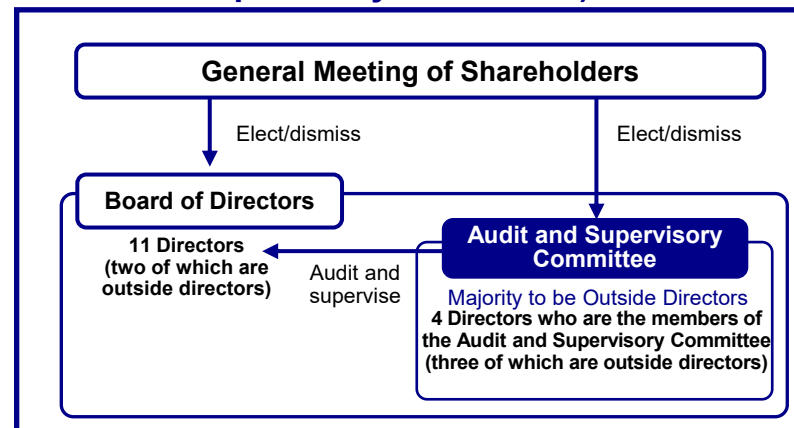 General Meeting of Shareholders
Elect/dismiss
Elect/dismiss
Board of Directors
11 Directors
(two of which are
outside directors)
Audit and
supervise
Audit and Supervisory
Committee
Majority to be Outside Directors
4 Directors who are the members of
the Audit and Supervisory Committee
(three of which are outside directors)